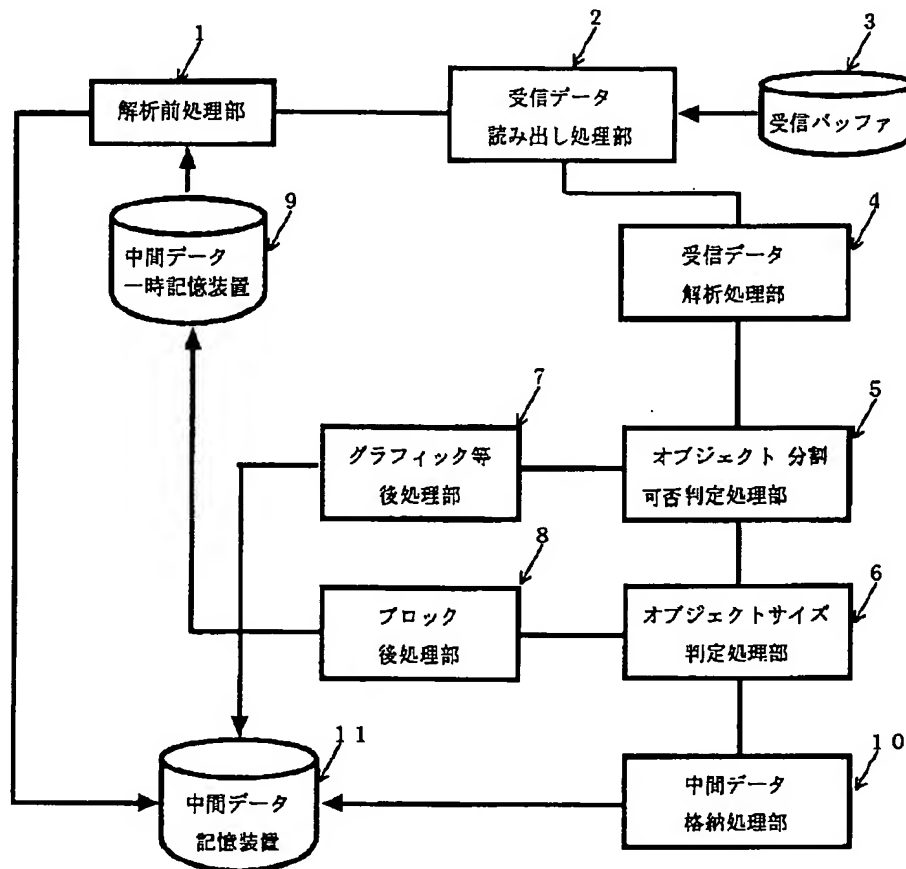 1
解析前処理部
2
受信データ
読み出し処理部
3
受信バッファ
9
中間データ
一時記憶装置
4
受信データ
解析処理部
7
グラフィック等
後処理部
5
オブジェクト 分割
可否判定処理部
8
ブロック
後処理部
6
オブジェクトサイズ
判定処理部
11
中間データ
記憶装置
10
中間データ
格納処理部